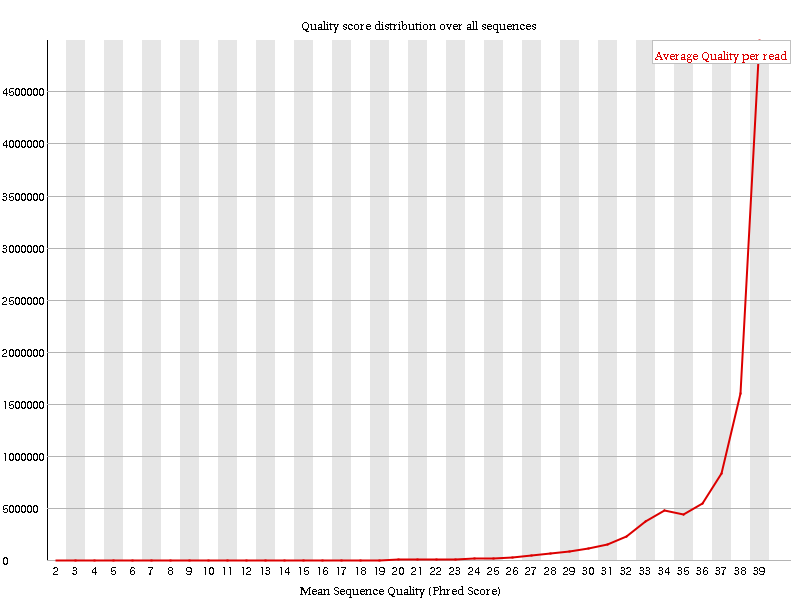 Quality score distribution over all sequences
Average Quality per read
4500000
4000000
3500000
3000000
2500000
2000000
1500000
1000000
500000
0
2 3 4 5 6 7 8 9 10 11 12 13 14 15 16 17 18 19 20 21 22 23 24 25 26 27 28 29 30 31 32 33 34 35 36 37 38 39
Mean Sequence Quality (Phred Score)